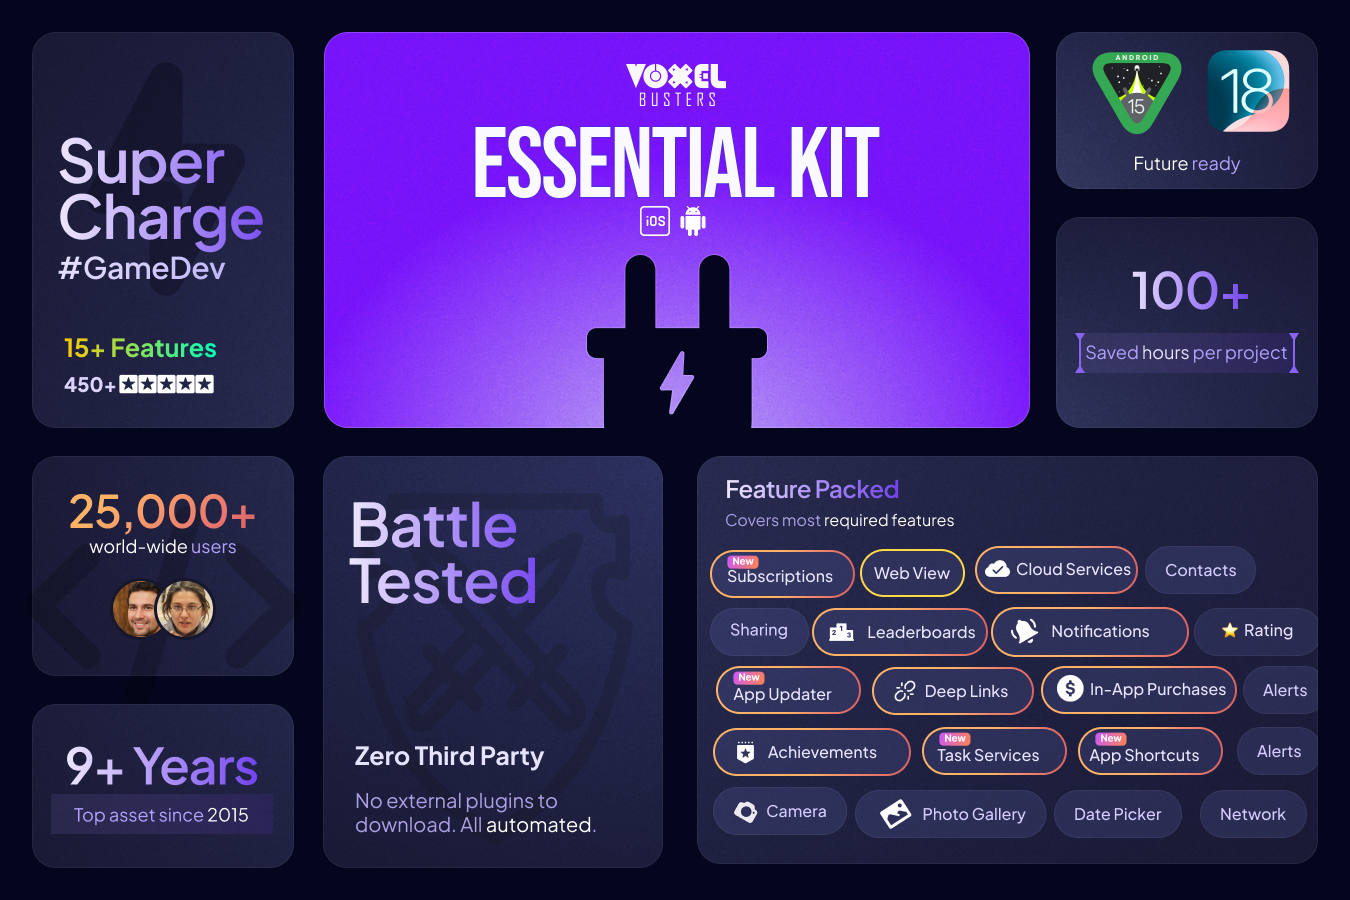 Super
Charge
#GameDev
15+ Features
450+
VOXEL
BUSTERS
ESSENTIAL KIT
iOS
ANDROID
15
18
Future ready
100+
Saved hours per project
25,000+
world-wide users
9+ Years
Top asset since 2015
Battle
Tested
Zero Third Party
No external plugins to
download. All automated.
Feature Packed
Covers most required features
New
Subscriptions
Web View
Cloud Services
Contacts
Sharing
2 1 3
Leaderboards
Notifications
Rating
New
App Updater
Deep Links
$
In-App Purchases
Alerts
Achievements
New
Task Services
New
App Shortcuts
Alerts
Camera
Photo Gallery
Date Picker
Network